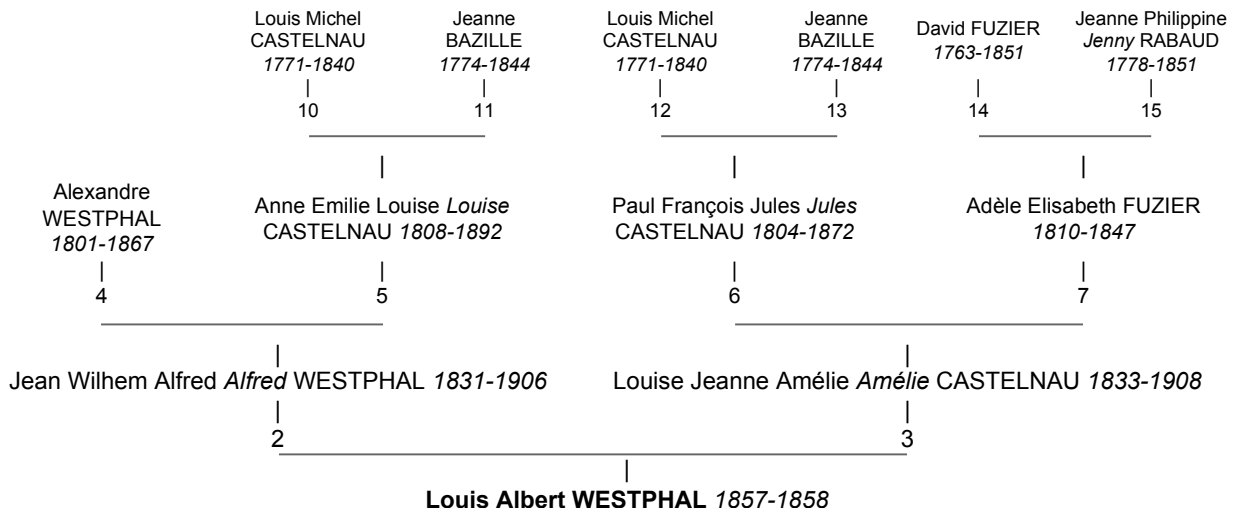 Louis Michel
CASTELNAU
1771-1840
Jeanne
BAZILLE
1774-1844
Louis Michel
CASTELNAU
1771-1840
Jeanne
BAZILLE
1774-1844
David FUZIER
1763-1851
Jeanne Philippine
Jenny RABAUD
1778-1851
10
11
12
13
14
15
Alexandre
WESTPHAL
1801-1867
Anne Emilie Louise Louise
CASTELNAU 1808-1892
Paul François Jules Jules
CASTELNAU 1804-1872
Adèle Elisabeth FUZIER
1810-1847
4
5
6
7
Jean Wilhem Alfred Alfred WESTPHAL 1831-1906
Louise Jeanne Amélie Amélie CASTELNAU 1833-1908
2
3
Louis Albert WESTPHAL 1857-1858